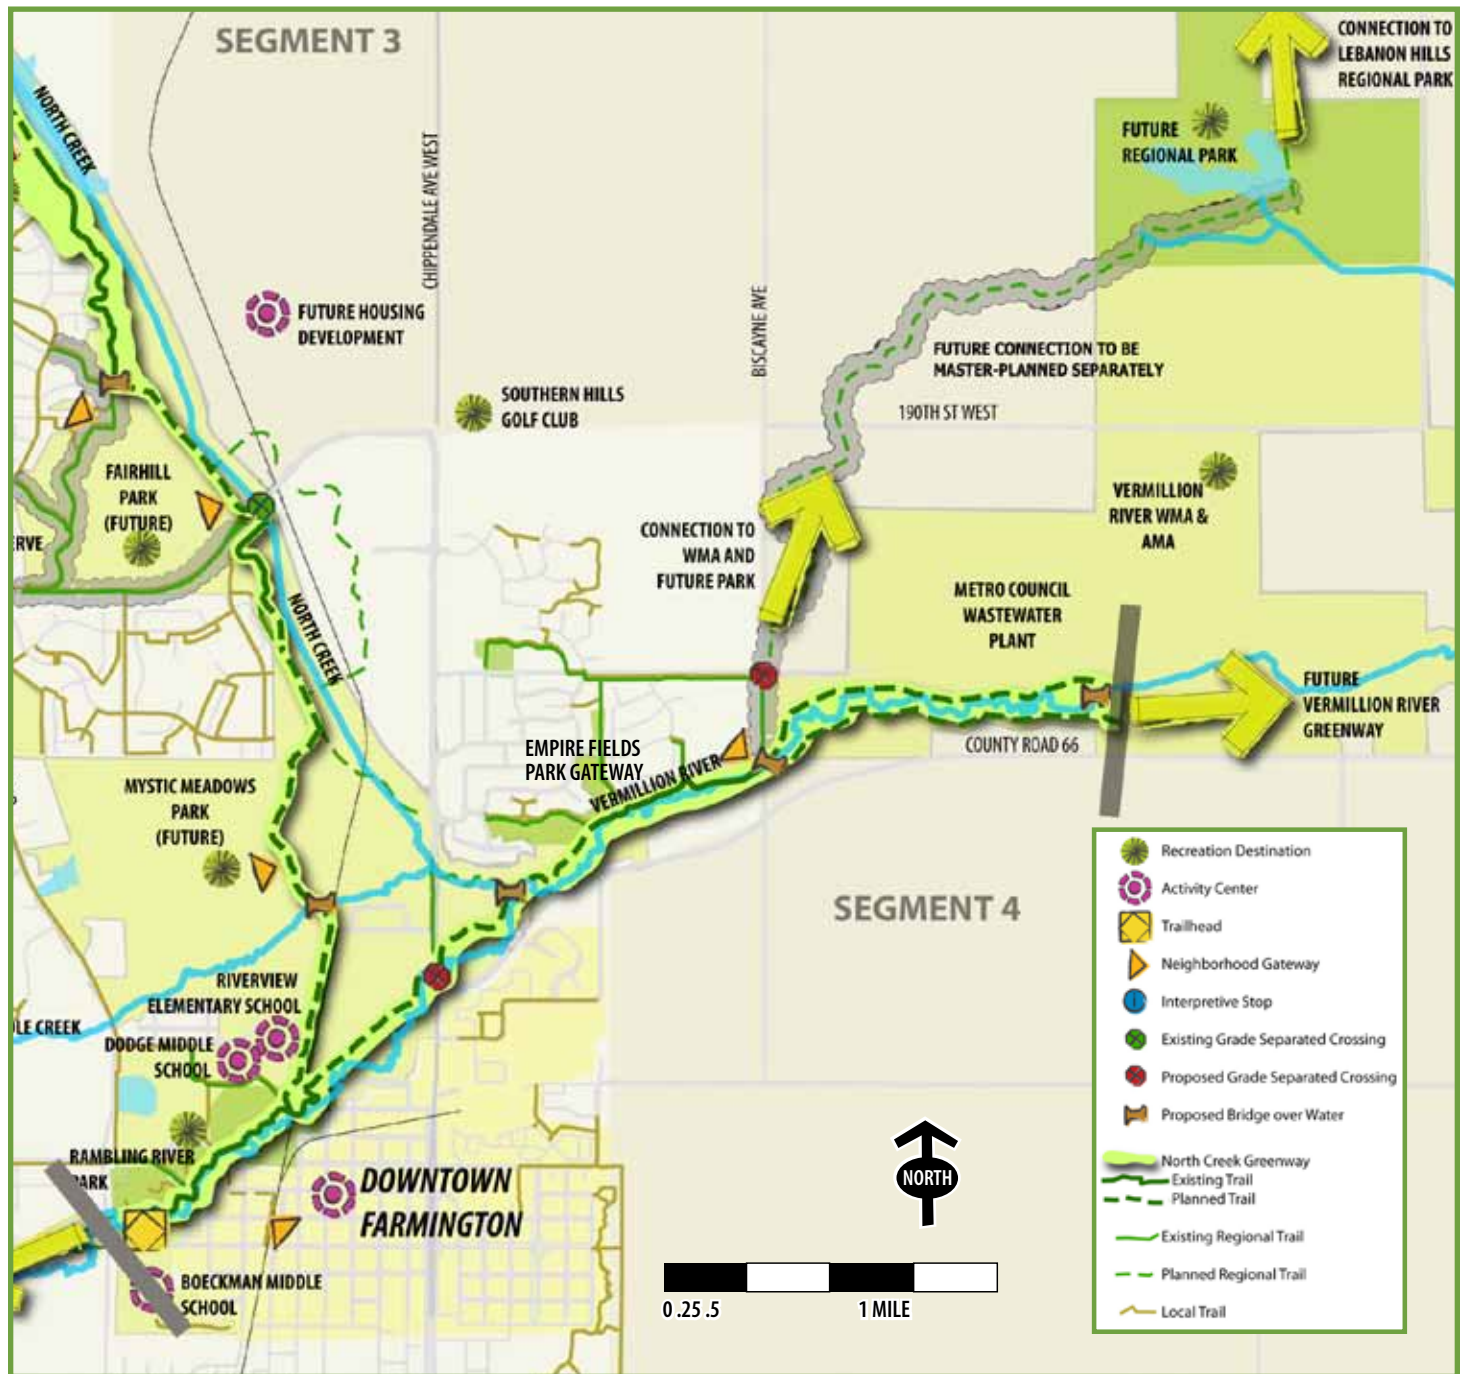 SEGMENT 3
CONNECTION TO
LEBANON HILLS
REGIONAL PARK
NORTH CREEK
CHIPPENDALE AVE WEST
FUTURE
REGIONAL PARK
FUTURE HOUSING
DEVELOPMENT
BISCAYNE AVE
FUTURE CONNECTION TO BE
MASTER-PLANNED SEPARATELY
SOUTHERN HILLS
GOLF CLUB
190TH ST WEST
FAIRHILL
PARK
(FUTURE)
ERVE
VERMILLION
RIVER WMA &
AMA
CONNECTION TO
WMA AND
FUTURE PARK
METRO COUNCIL
WASTEWATER
PLANT
NORTH CREEK
FUTURE
VERMILLION RIVER
GREENWAY
EMPIRE FIELDS
PARK GATEWAY
COUNTY ROAD 66
VERMILLION RIVER
MYSTIC MEADOWS
PARK
(FUTURE)
SEGMENT 4
RIVERVIEW
ELEMENTARY SCHOOL
LE CREEK
DODGE MIDDLE
SCHOOL
RAMBLING RIVER
PARK
DOWNTOWN
FARMINGTON
BOECKMAN MIDDLE
SCHOOL
NORTH
0 .25 .5 1 MILE
Recreation Destination
Activity Center
Trailhead
Neighborhood Gateway
Interpretive Stop
Existing Grade Separated Crossing
Proposed Grade Separated Crossing
Proposed Bridge over Water
North Creek Greenway
Existing Trail
Planned Trail
Existing Regional Trail
Planned Regional Trail
Local Trail